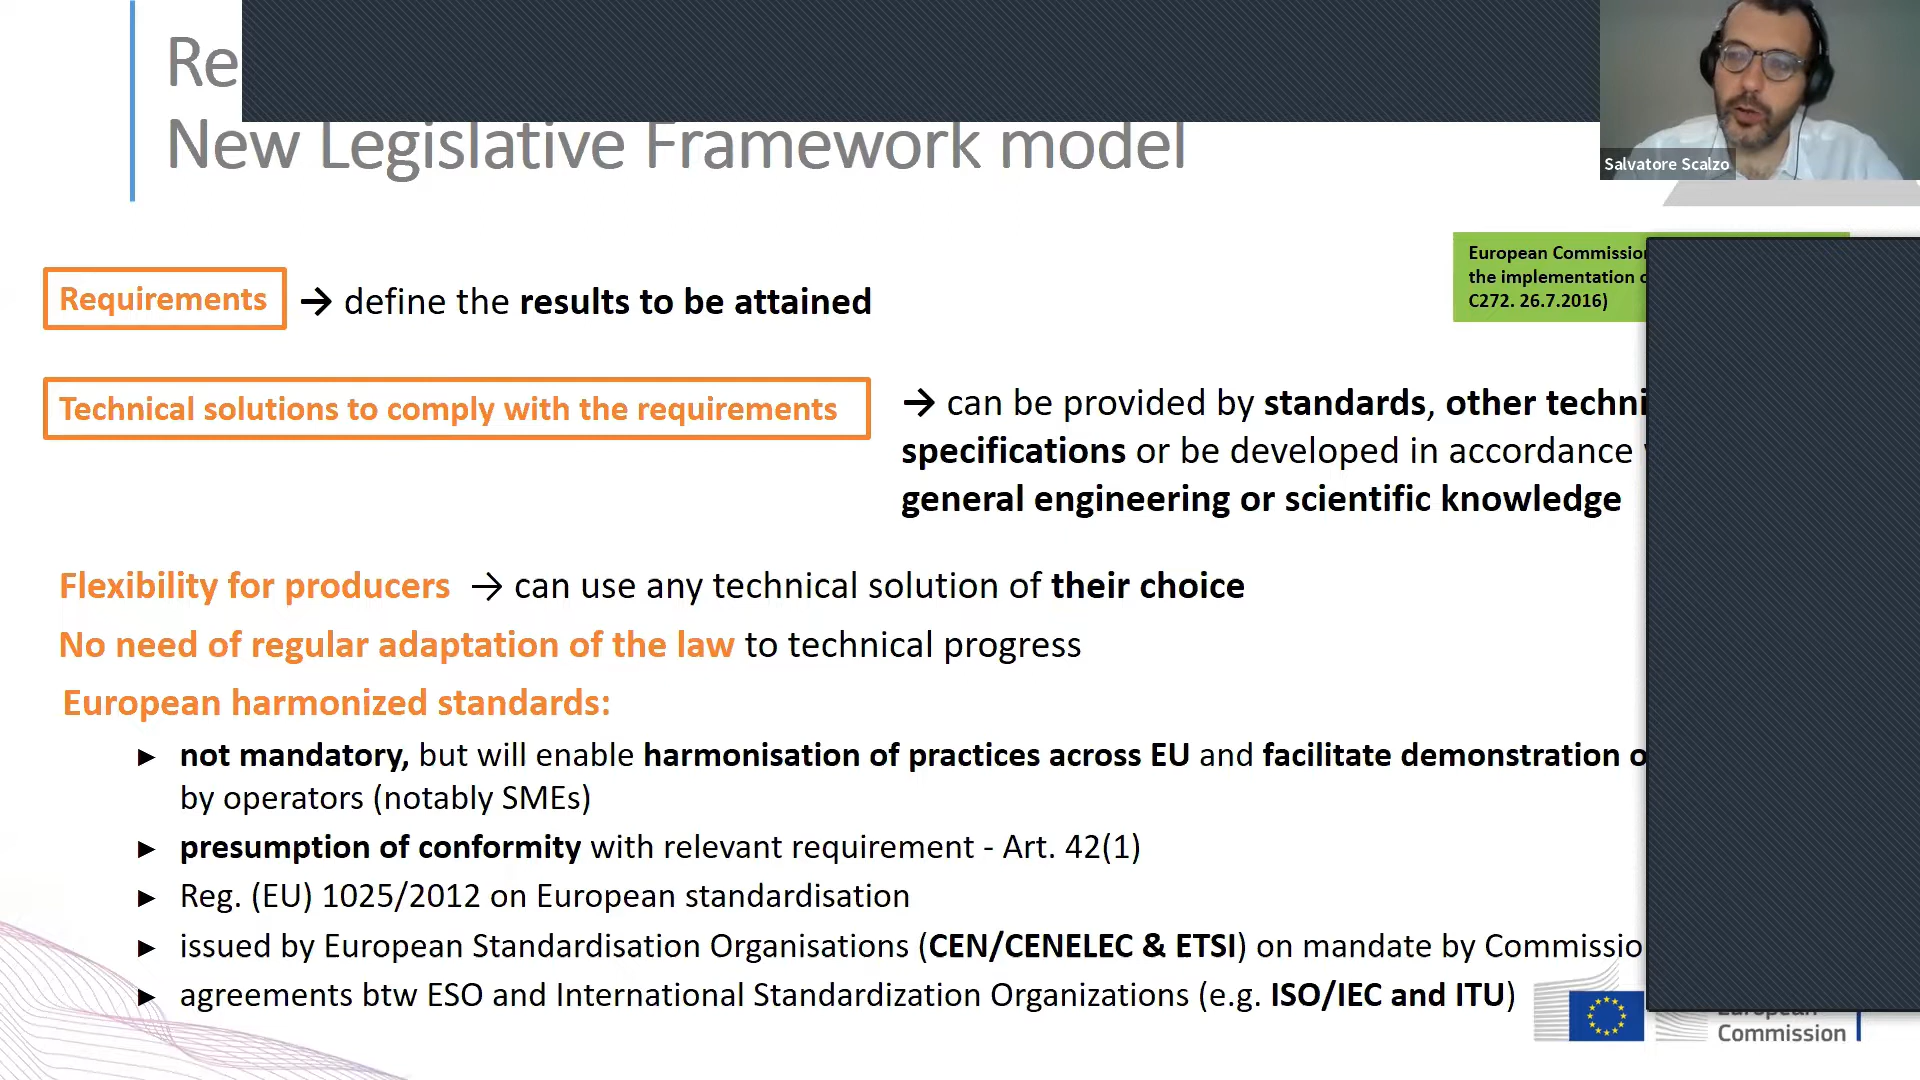 Re
New Legislative Framework model
Salvatore Scalzo
European Commission
the implementation
C272. 26.7.2016)
Requirements → define the results to be attained
Technical solutions to comply with the requirements
→ can be provided by standards, other
specifications or be developed in accordance
general engineering or scientific knowledge
Flexibility for producers → can use any technical solution of their choice
No need of regular adaptation of the law to technical progress
European harmonized standards:
► not mandatory, but will enable harmonisation of practices across EU and facilitate demonstration
by operators (notably SMEs)
► presumption of conformity with relevant requirement - Art. 42(1)
► Reg. (EU) 1025/2012 on European standardisation
► issued by European Standardisation Organisations (CEN/CENELEC & ETSI) on mandate by Commissio
► agreements btw ESO and International Standardization Organizations (e.g. ISO/IEC and ITU)
European
Commission